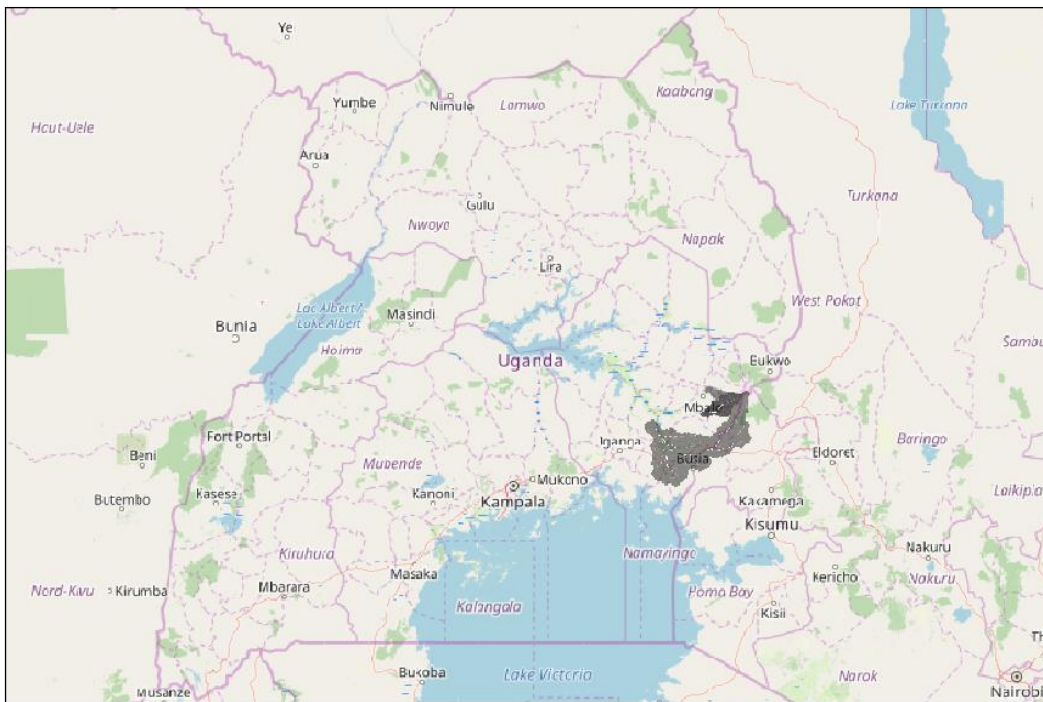 Ye
Yumbe
Nimule
Lamwo
Kaabong
Haut-Uele
Lake Turkana
Arua
Gulu
Turkana
Nwoya
Napak
Lira
Lac Albert /
Lake Albert
West Pokot
Bunia
Masindi
Hoima
Uganda
Bukwo
Mbale
Fort Portal
Beni
Iganga
Busia
Baringo
Eldoret
Mubende
Butembo
Kasese
Kanoni
Mukono
Kampala
Kakamega
Kisumu
Kiruhura
Namayingo
Nakuru
Nord-Kivu
Kirumba
Mbarara
Masaka
Kericho
Nakuru
Kalangala
Homa Bay
Kisii
Bukoba
Lake Victoria
Narok
Musanze
Nairobi